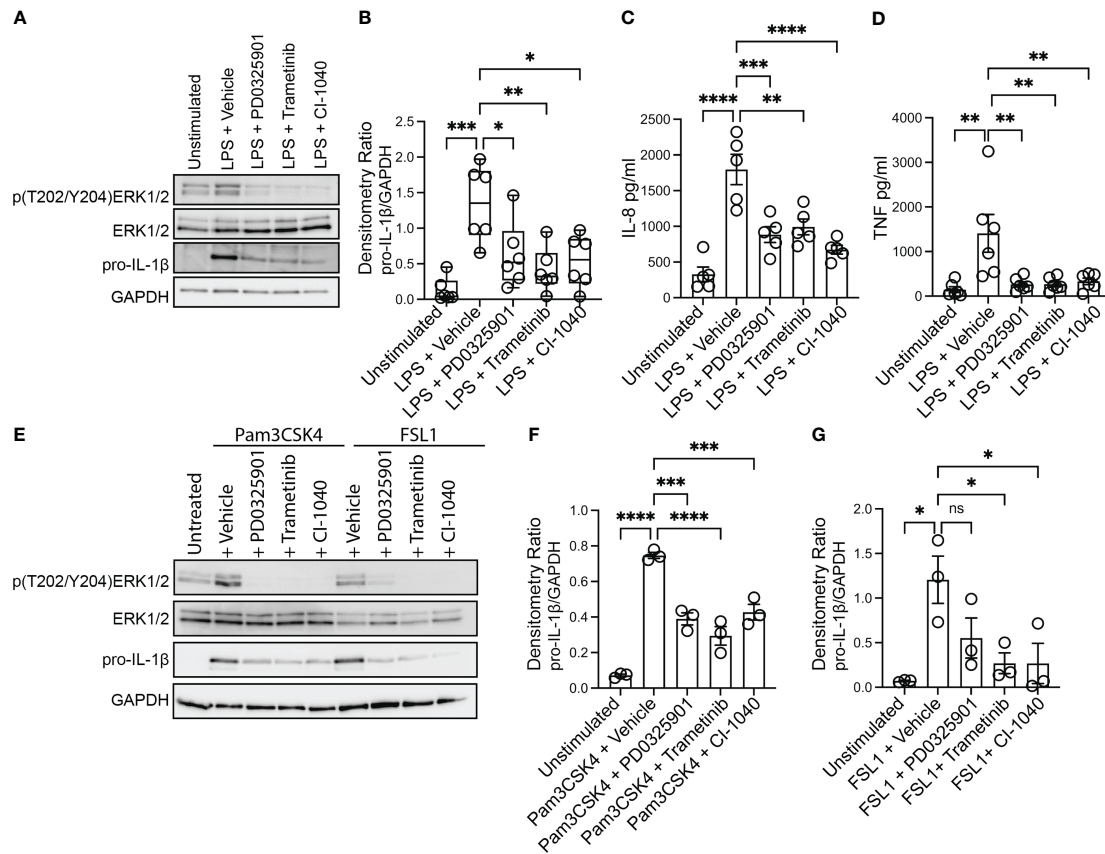 A
Unstimulated
LPS + Vehicle
LPS + PD0325901
LPS + Trametinib
LPS + CI-1040
p(T202/Y204)ERK1/2
ERK1/2
pro-IL-1β
GAPDH
B
*
**
*** *
Densitometry Ratio
pro-IL-1β/GAPDH
2.5
2.0
1.5
1.0
0.5
0.0
Unstimulated
LPS + Vehicle
LPS + PD0325901
LPS + Trametinib
LPS + CI-1040
C
****
***
**** **
IL-8 pg/ml
2500
2000
1500
1000
500
0
Unstimulated
LPS + Vehicle
LPS + PD0325901
LPS + Trametinib
LPS + CI-1040
D
**
**
** **
TNF pg/ml
4000
3000
2000
1000
0
Unstimulated
LPS + Vehicle
LPS + PD0325901
LPS + Trametinib
LPS + CI-1040
E
Pam3CSK4 FSL1
Untreated
+ Vehicle
+ PD0325901
+ Trametinib
+ CI-1040
+ Vehicle
+ PD0325901
+ Trametinib
+ CI-1040
p(T202/Y204)ERK1/2
ERK1/2
pro-IL-1β
GAPDH
F
***
***
**** ****
Densitometry Ratio
pro-IL-1β/GAPDH
1.0
0.8
0.6
0.4
0.2
0.0
Unstimulated
Pam3CSK4 + Vehicle
Pam3CSK4 + PD0325901
Pam3CSK4 + Trametinib
Pam3CSK4 + CI-1040
G
*
*
* ns
Densitometry Ratio
pro-IL-1β/GAPDH
2.0
1.5
1.0
0.5
0.0
Unstimulated
FSL1 + Vehicle
FSL1 + PD0325901
FSL1+ Trametinib
FSL1+ CI-1040